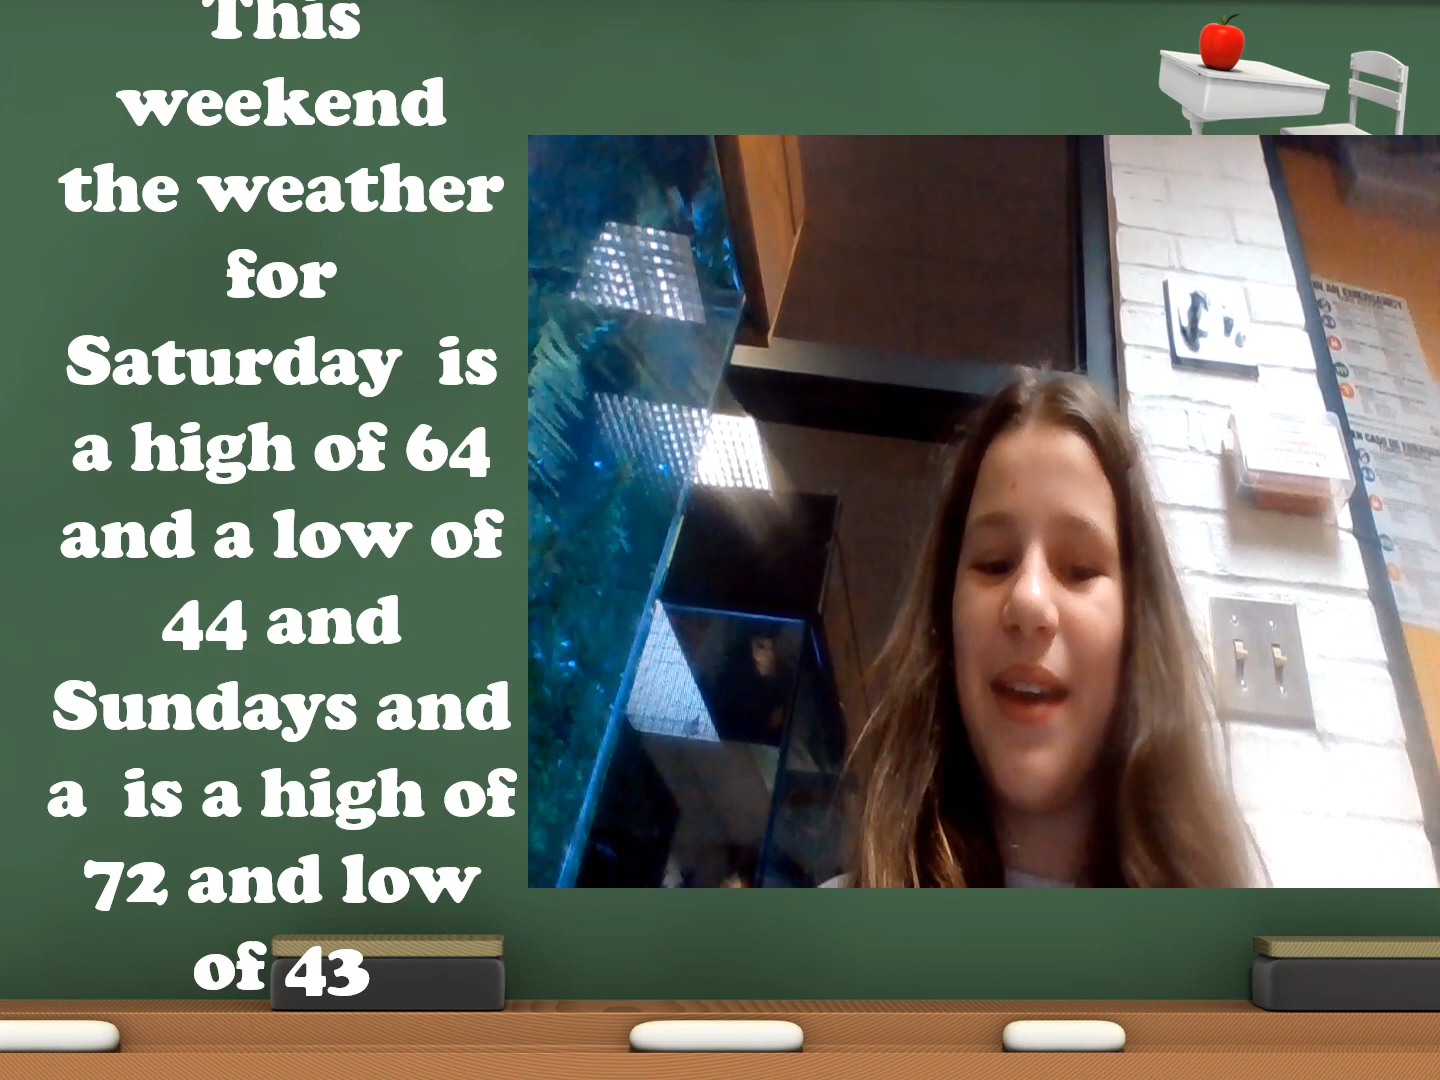 This
weekend
the weather
for
Saturday is
a high of 64
and a low of
44 and
Sundays and
a is a high of
72 and low
of 43